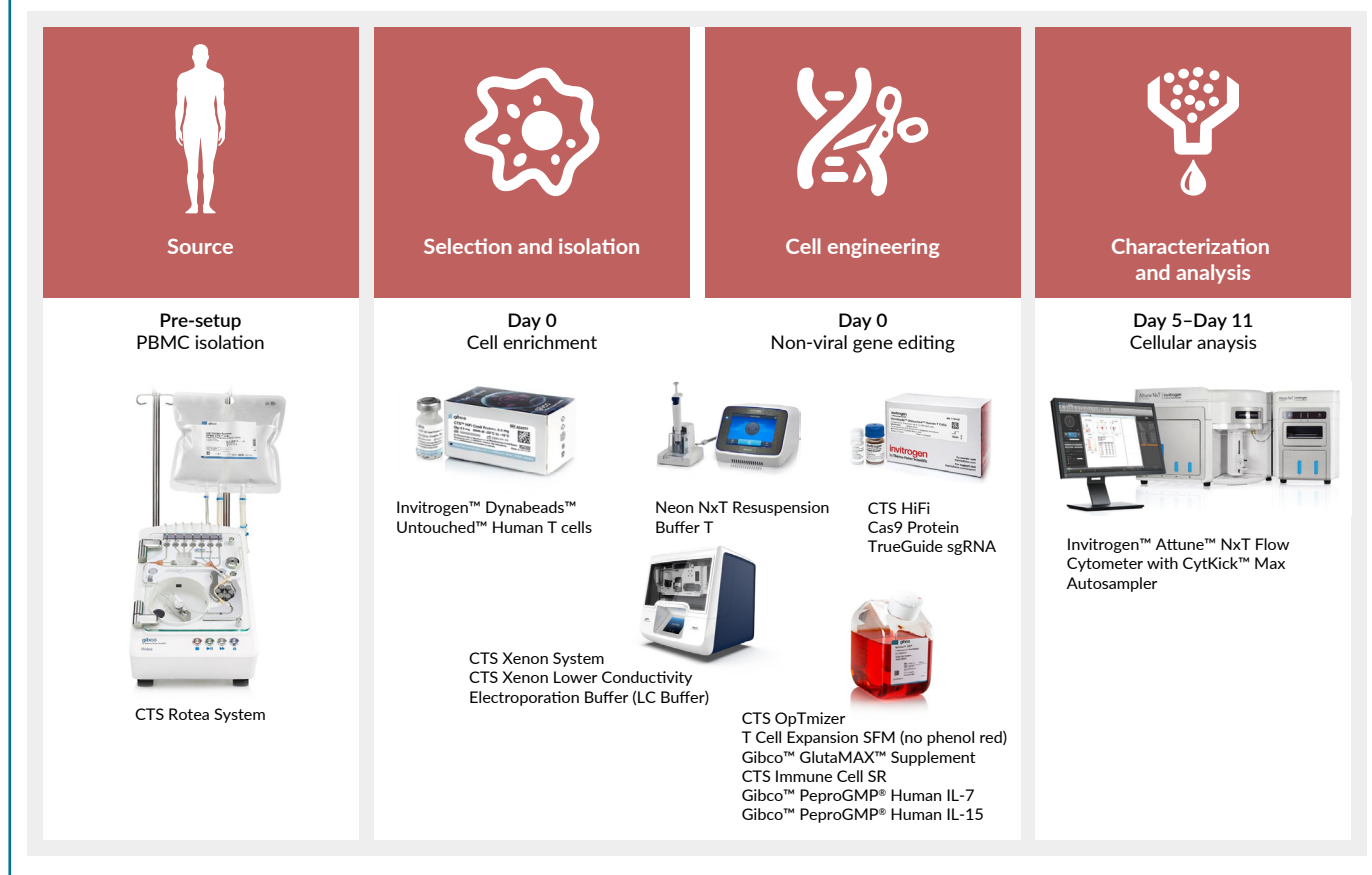 Source
Selection and isolation
Cell engineering
Characterization
and analysis
Pre-setup
PBMC isolation
Day 0
Cell enrichment
Day 0
Non-viral gene editing
Day 5–Day 11
Cellular anaysis
gibco
CTS Rotea System
gibco
Invitrogen™ Dynabeads™
Untouched™ Human T cells
Neon NxT Resuspension
Buffer T
invitrogen
invitrogen
CTS HiFi
Cas9 Protein
TrueGuide sgRNA
CTS Xenon System
CTS Xenon Lower Conductivity
Electroporation Buffer (LC Buffer)
CTS OpTmizer
T Cell Expansion SFM (no phenol red)
Gibco™ GlutaMAX™ Supplement
CTS Immune Cell SR
Gibco™ PeproGMP® Human IL-7
Gibco™ PeproGMP® Human IL-15
Invitrogen™ Attune™ NxT Flow
Cytometer with CytKick™ Max
Autosampler